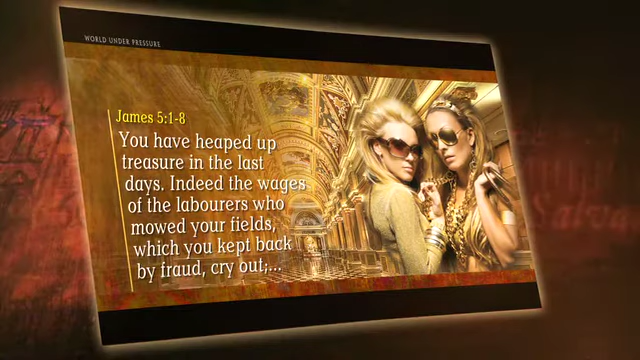 WORLD UNDER PRESSURE
James 5:1-8
You have heaped up
treasure in the last
days. Indeed the wages
of the labourers who
mowed your fields,
which you kept back
by fraud, cry out;...